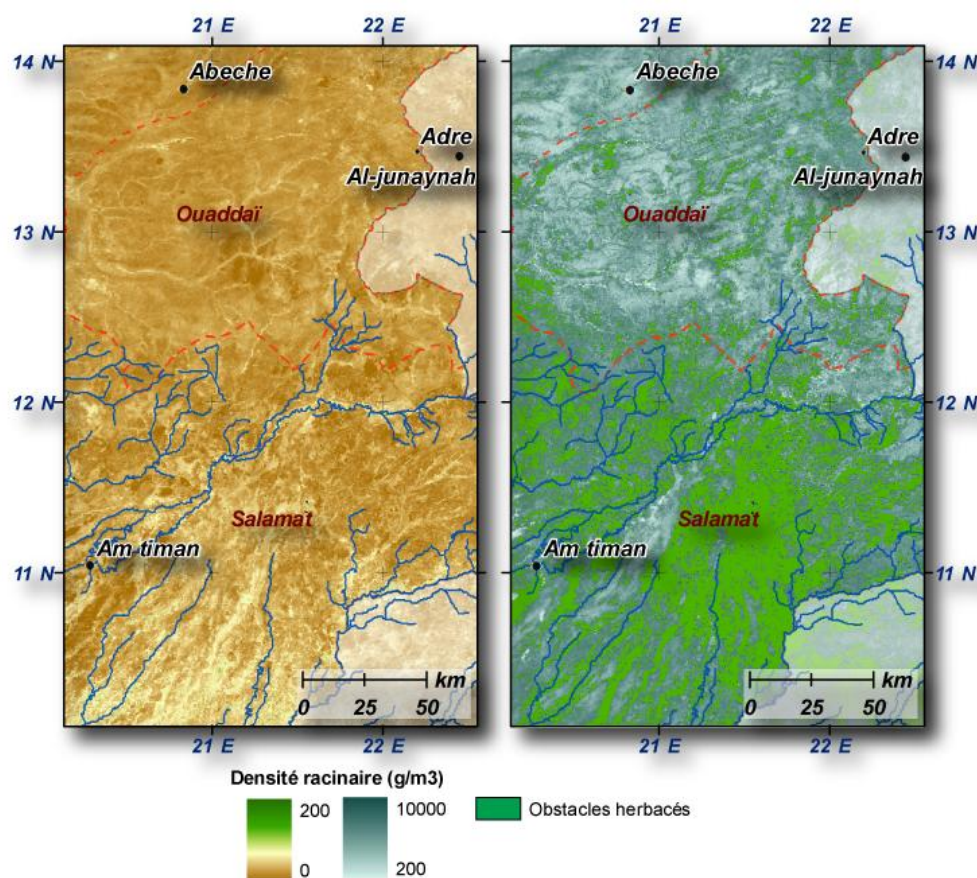 21 E 22 E
14 N
Abeche
Adre
Al-junaynah
Ouaddaï
13 N
12 N
Salamat
Am timan
11 N
km
0 25 50
21 E 22 E
21 E 22 E
14 N
Abeche
Adre
Al-junaynah
Ouaddaï
13 N
12 N
Salamaït
Am timan
11 N
km
0 25 50
21 E 22 E
Densité racinaire (g/m3)
200
0
10000
200
Obstacles herbacés